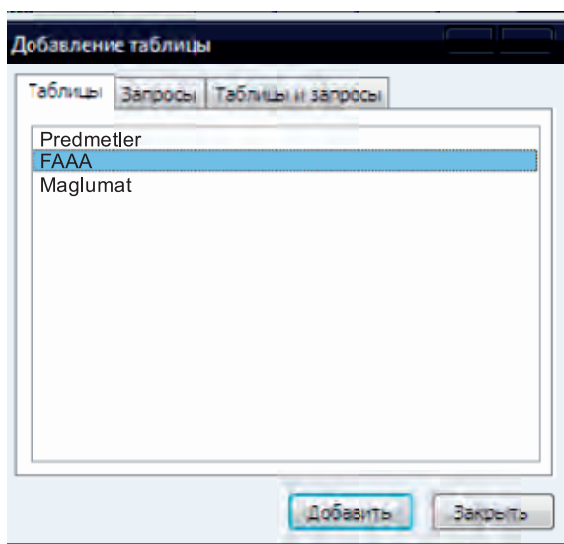 Добавление таблицы
Таблицы Запросы Таблицы и запросы
Predmetler
FAAA
Maglumat
Добавить Закрыть